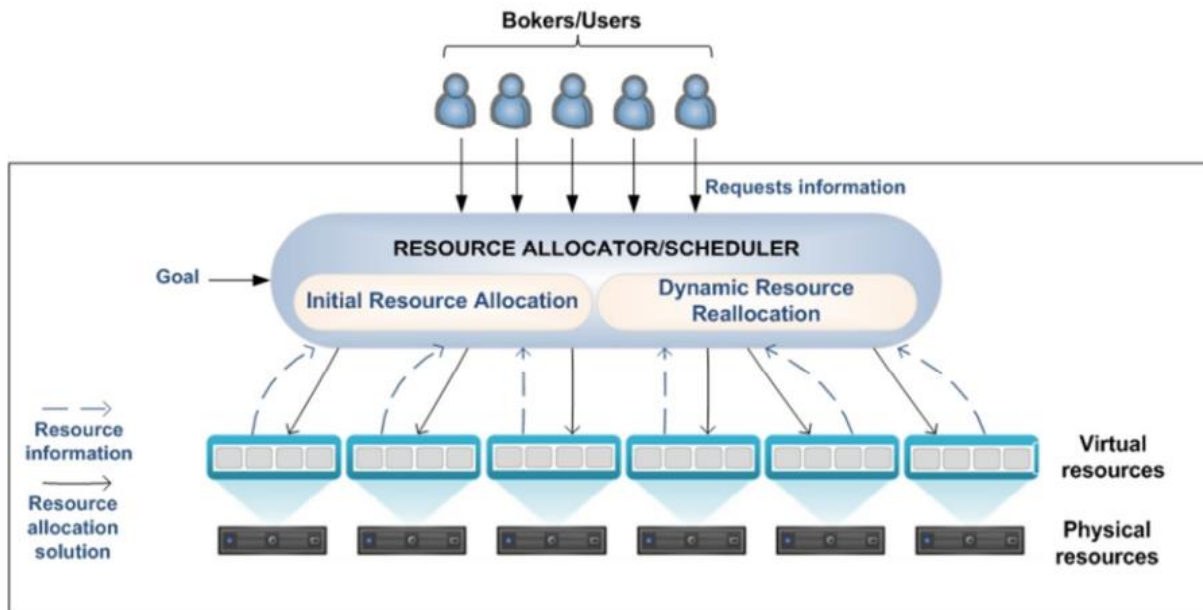 Bokers/Users
Requests information
RESOURCE ALLOCATOR/SCHEDULER
Goal
Initial Resource Allocation
Dynamic Resource
Reallocation
Resource
information
Virtual
resources
Resource
allocation
solution
Physical
resources